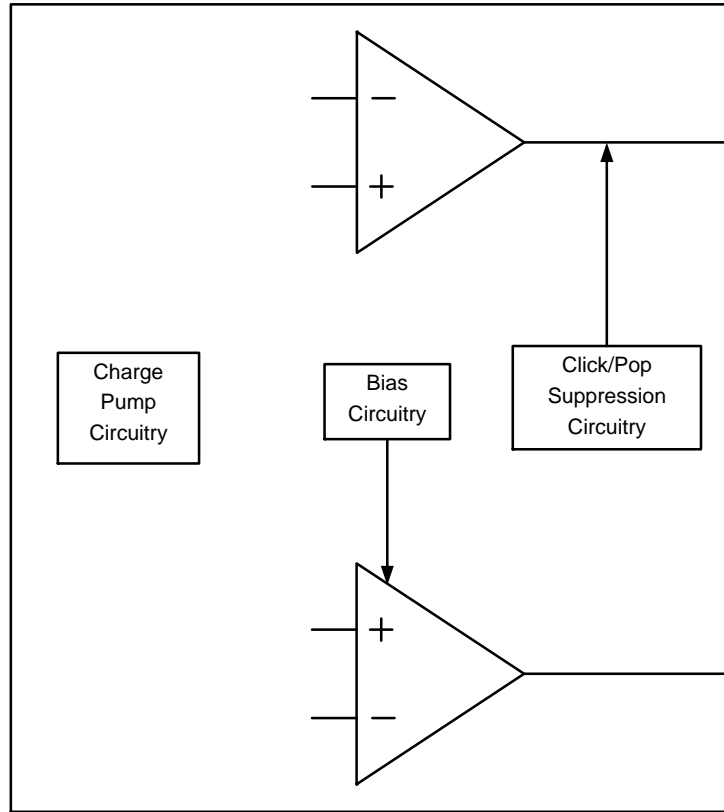 −
+
Charge
Pump
Circuitry
Bias
Circuitry
Click/Pop
Suppression
Circuitry
+
−